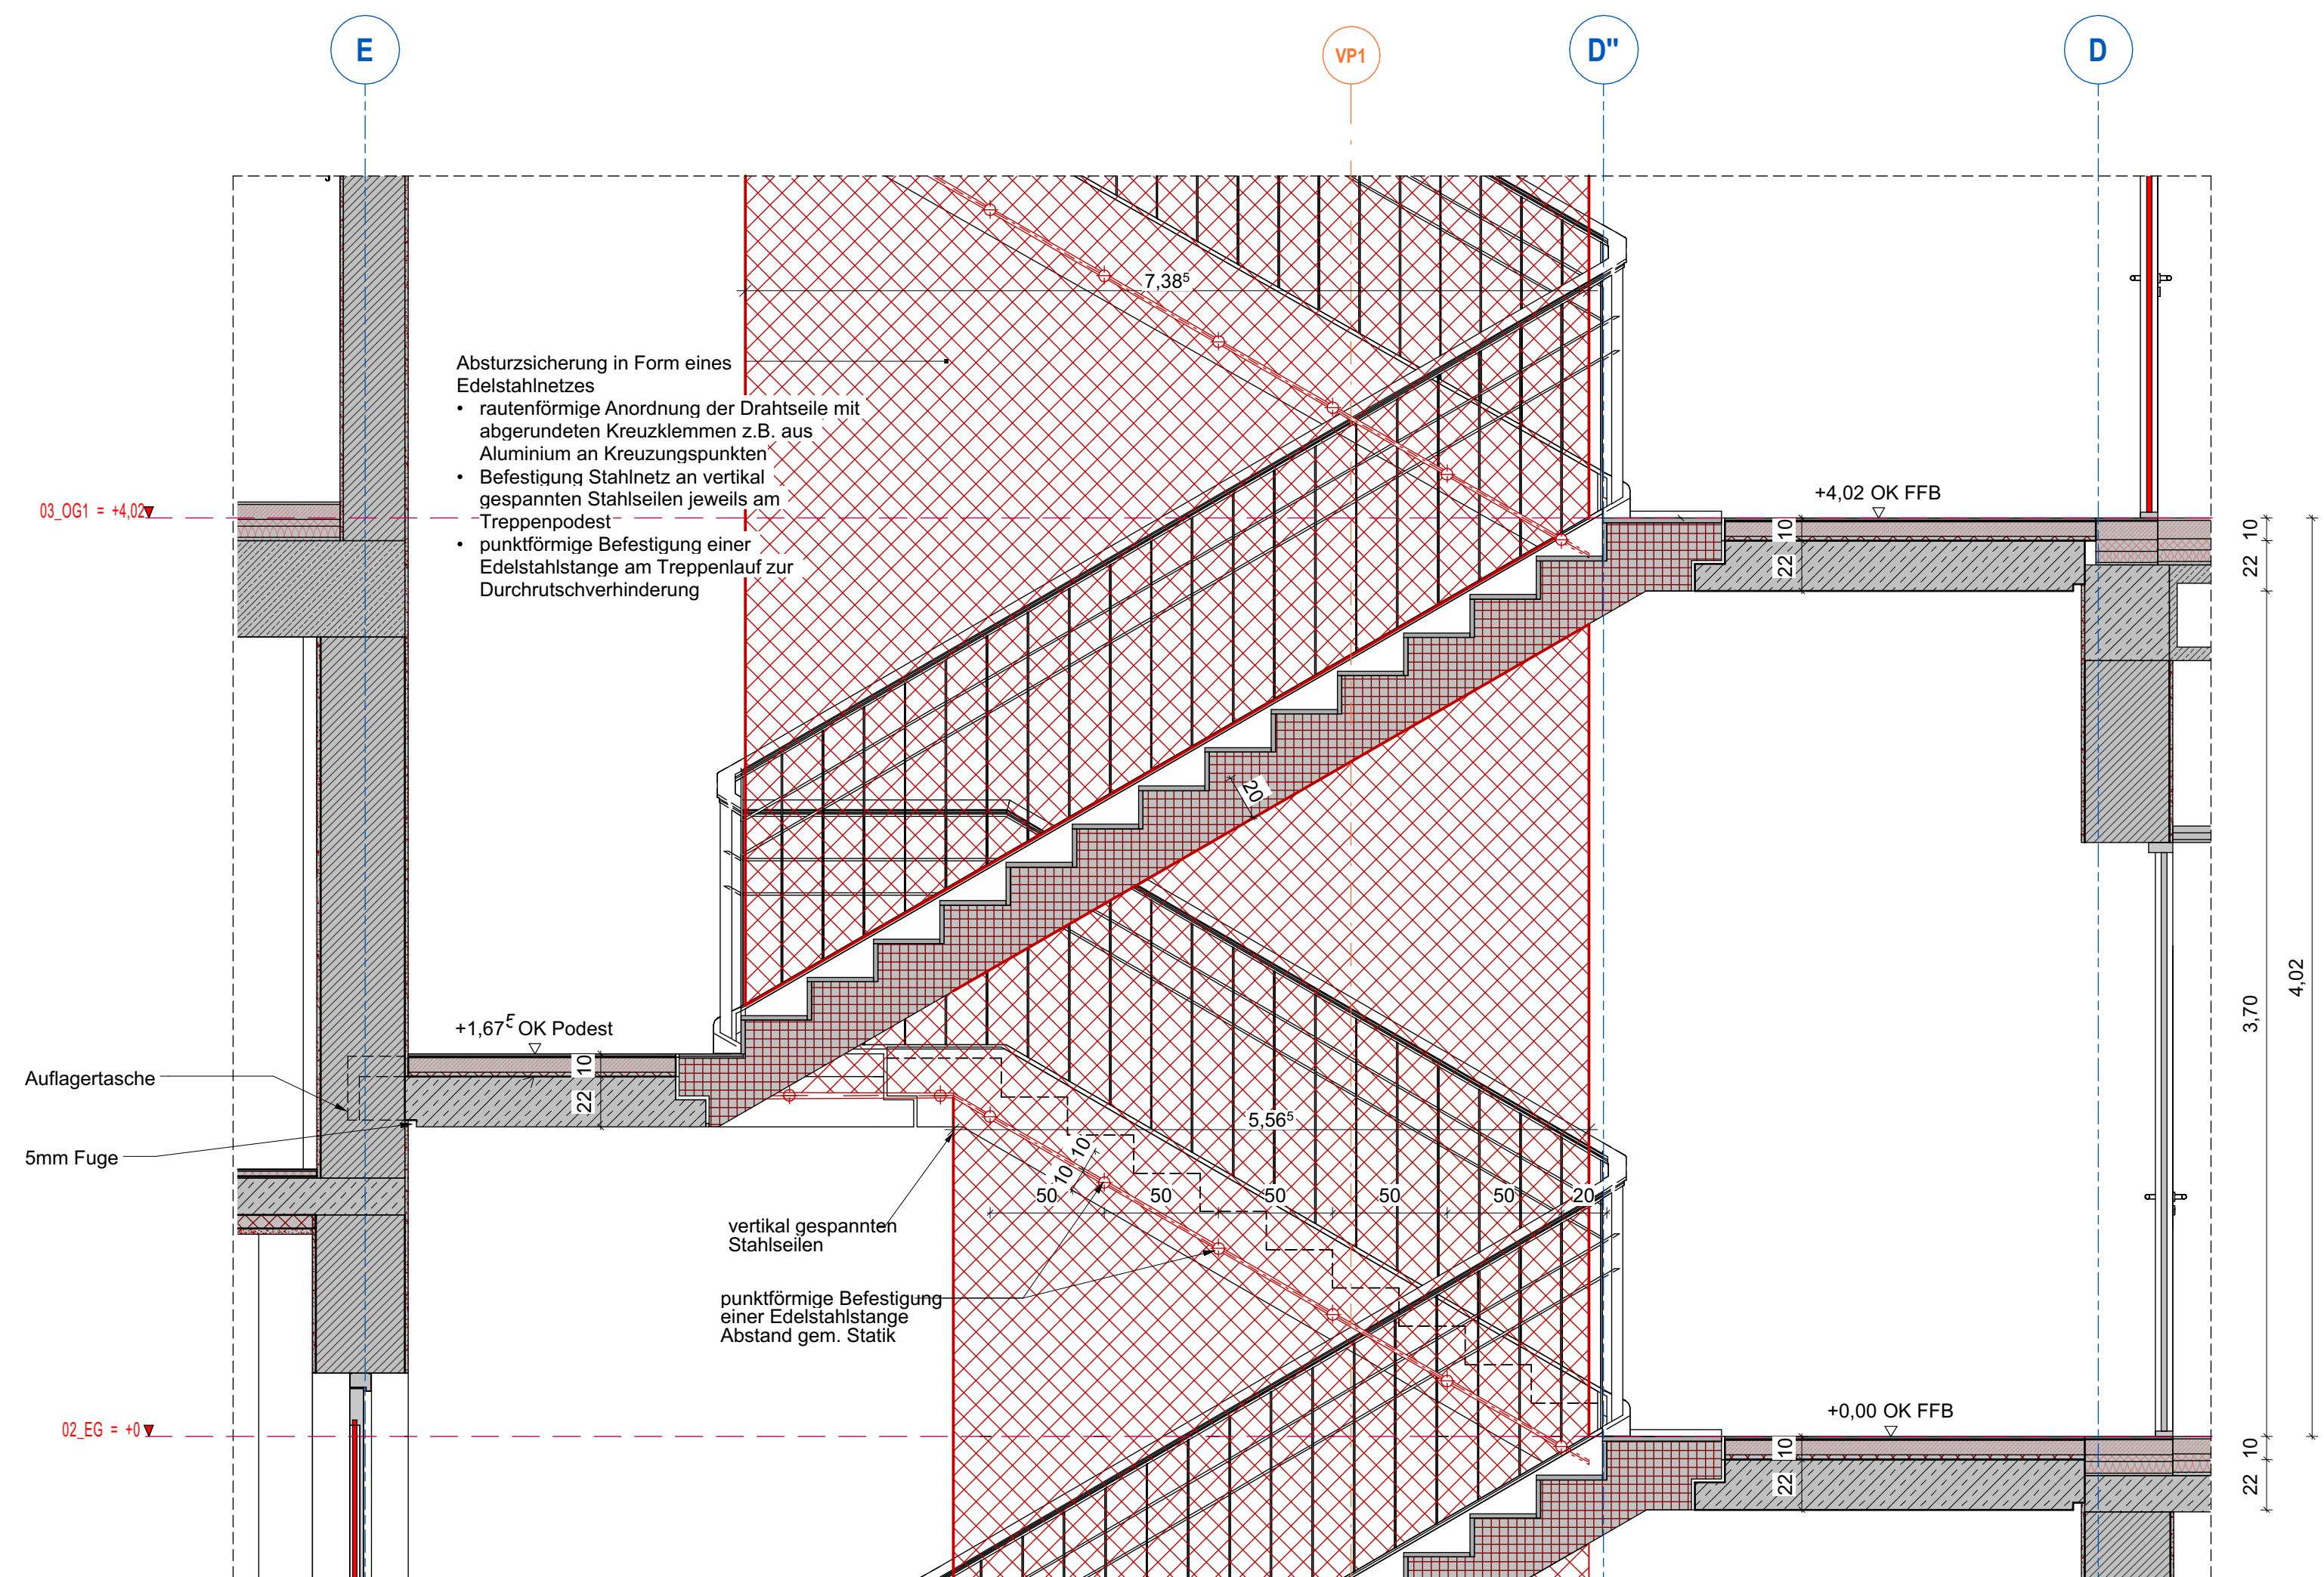 E
VP1
D"
D
7,38⁵
Absturzsicherung in Form eines
Edelstahlnetzes
• rautenförmige Anordnung der Drahtseile mit
abgerundeten Kreuzklemmen z.B. aus
Aluminium an Kreuzungspunkten
• Befestigung Stahlnetz an vertikal
gespannten Stahlseilen jeweils am
Treppenpodest
• punktförmige Befestigung einer
Edelstahlstange am Treppenlauf zur
Durchrutschverhinderung
03_OG1 = +4,02
+4,02 OK FFB
10
22
10
22
20
3,70
4,02
+1,67⁵ OK Podest
10
22
Auflagertasche
5mm Fuge
5,56⁵
10
10
50
50
50
50
50
20
vertikal gespannten
Stahlseilen
punktförmige Befestigung
einer Edelstahlstange
Abstand gem. Statik
02_EG = +0
+0,00 OK FFB
10
22
10
22